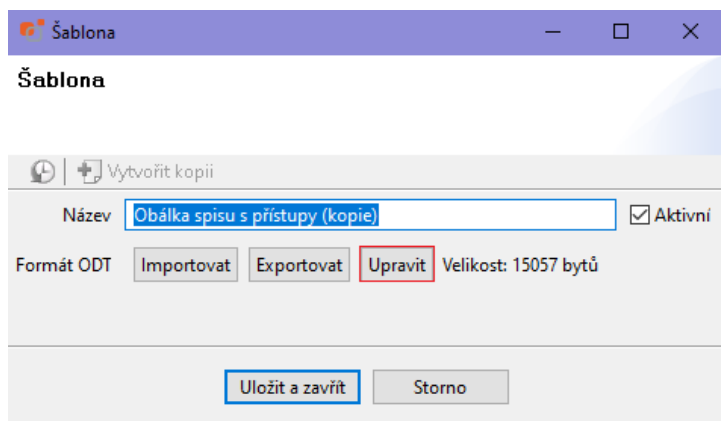 Šablona
Šablona
Vytvořit kopii
Název Obálka spisu s přístupy (kopie) Aktivní
Formát ODT Importovat Exportovat Upravit Velikost: 15057 bytů
Uložit a zavřít Storno